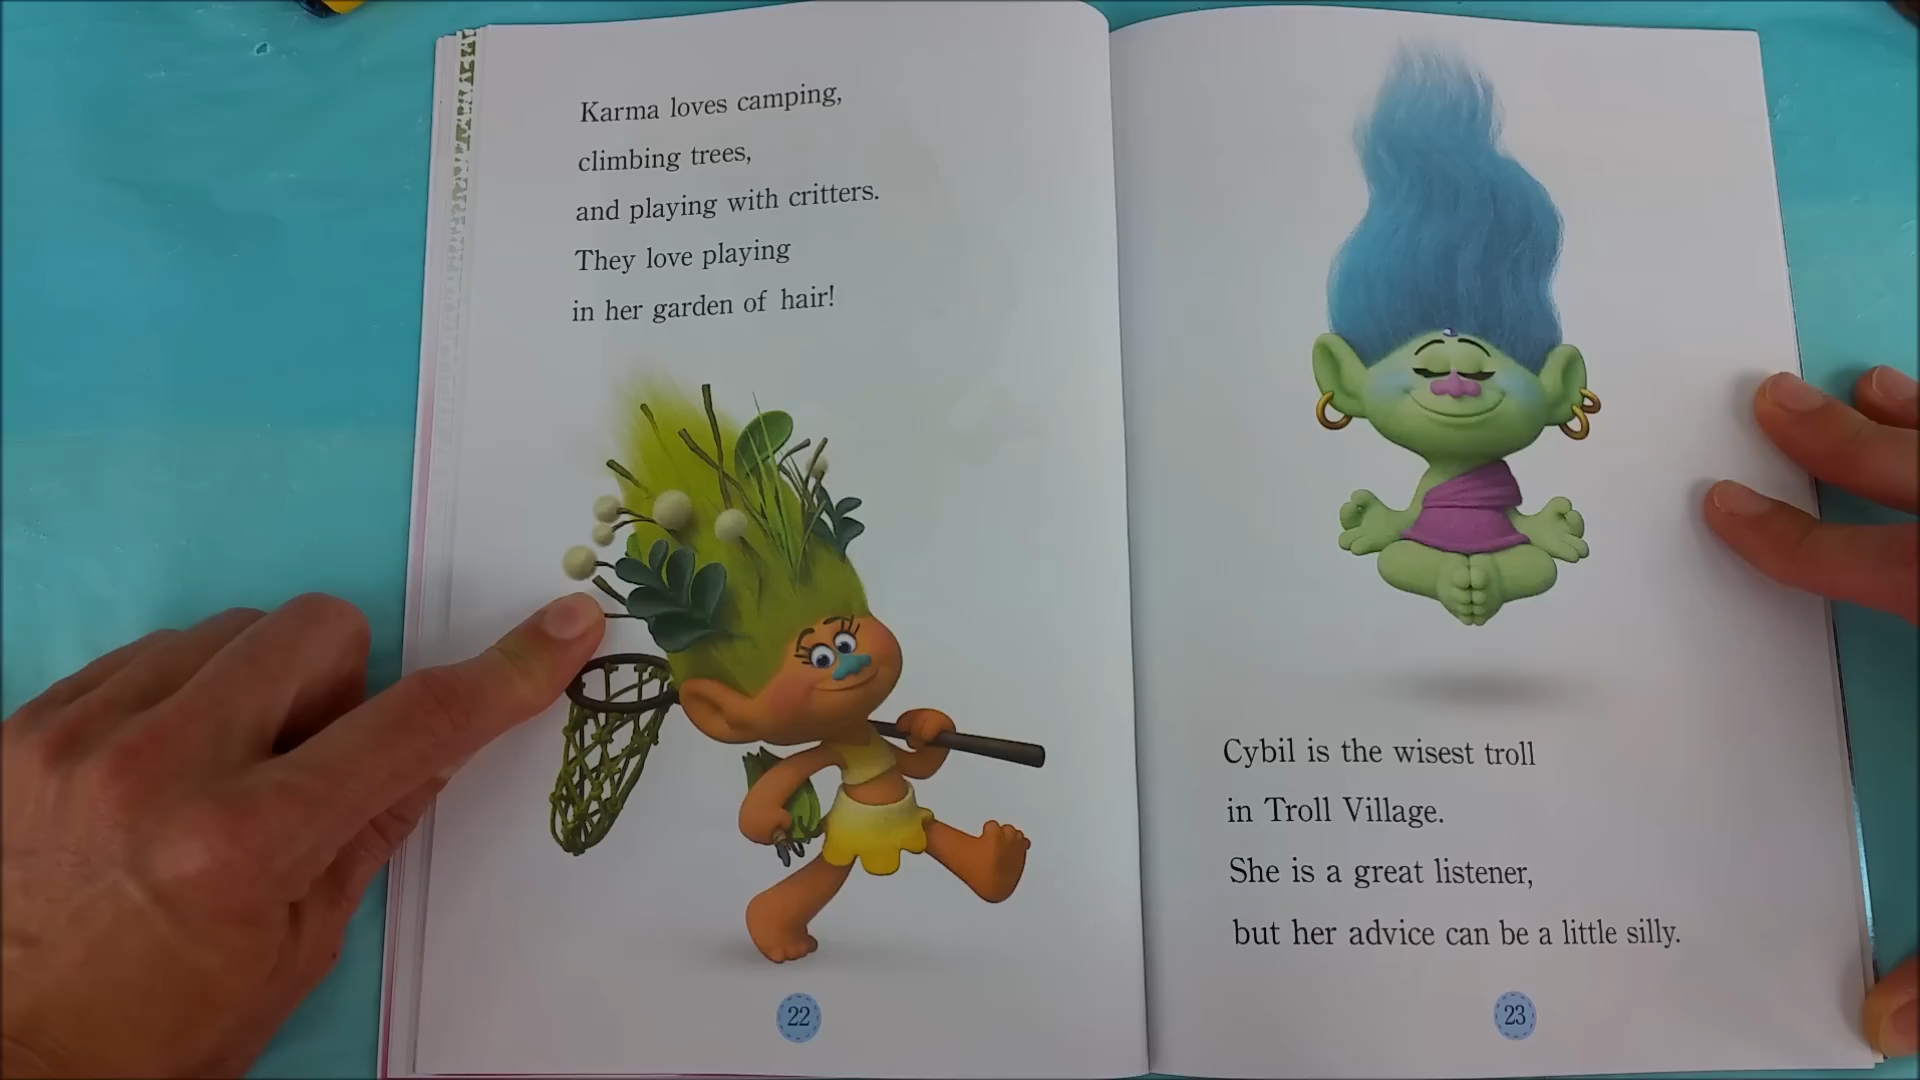 Karma loves camping,
climbing trees,
and playing with critters.
They love playing
in her garden of hair!
22
Cybil is the wisest troll
in Troll Village.
She is a great listener,
but her advice can be a little silly.
23